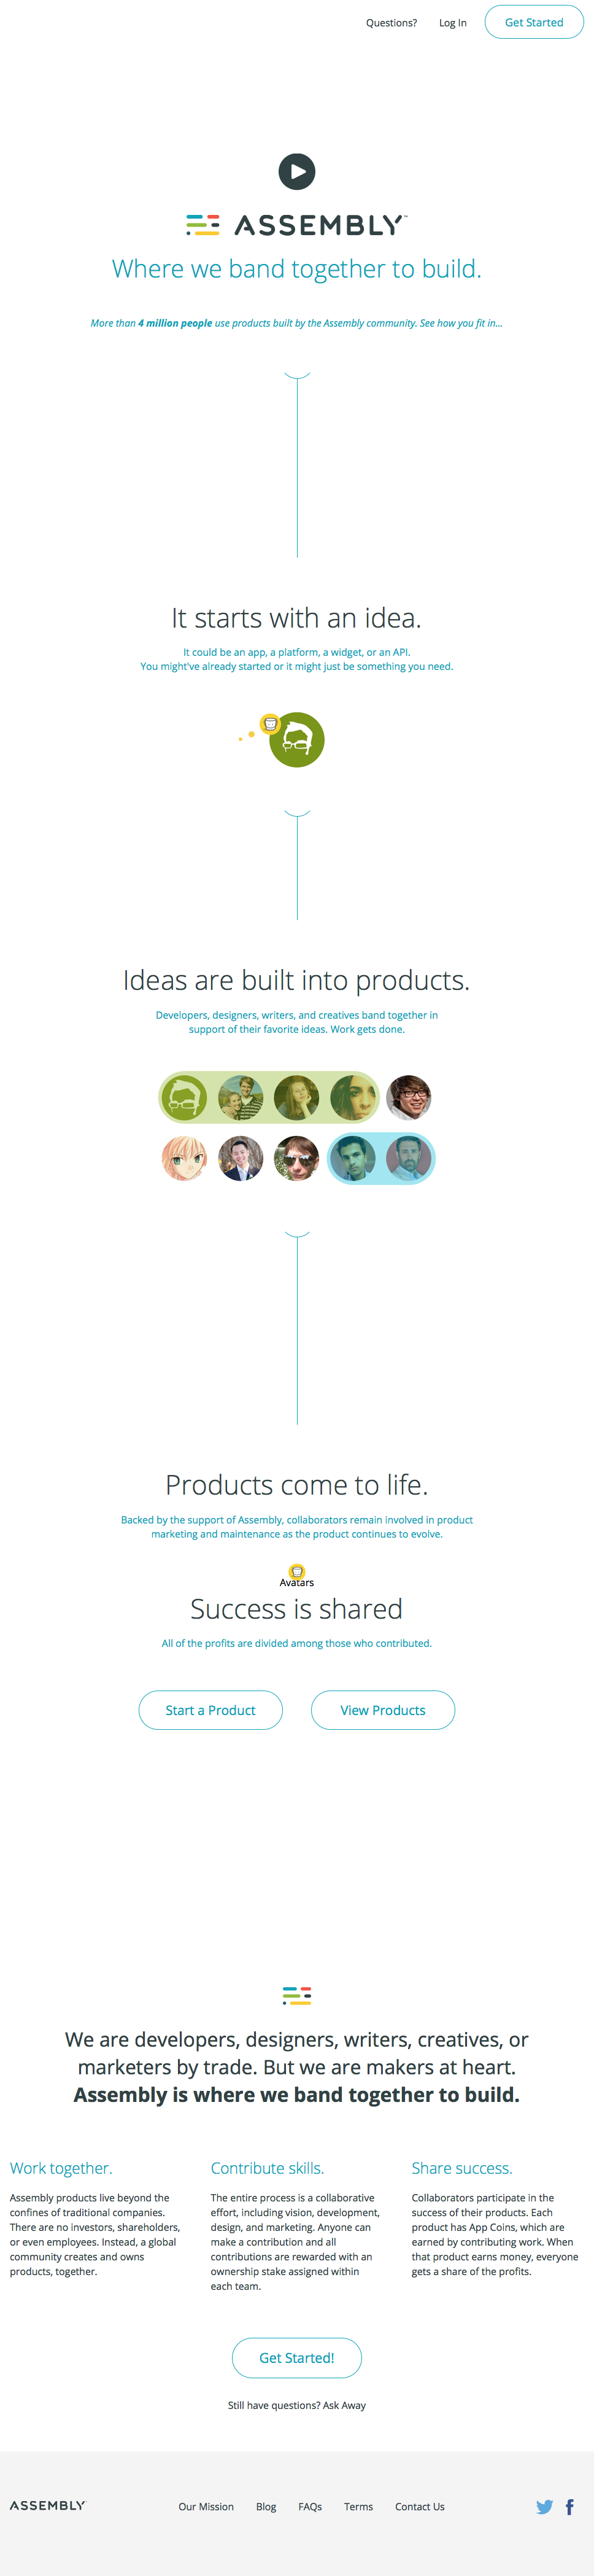 Questions? Log In Get Started
ASSEMBLY™
Where we band together to build.
More than 4 million people use products built by the Assembly community. See how you fit in...
It starts with an idea.
It could be an app, a platform, a widget, or an API.
You might've already started or it might just be something you need.
Ideas are built into products.
Developers, designers, writers, and creatives band together in
support of their favorite ideas. Work gets done.
Products come to life.
Backed by the support of Assembly, collaborators remain involved in product
marketing and maintenance as the product continues to evolve.
Avatars
Success is shared
All of the profits are divided among those who contributed.
Start a Product View Products
We are developers, designers, writers, creatives, or
marketers by trade. But we are makers at heart.
Assembly is where we band together to build.
Work together.
Assembly products live beyond the
confines of traditional companies.
There are no investors, shareholders,
or even employees. Instead, a global
community creates and owns
products, together.
Contribute skills.
The entire process is a collaborative
effort, including vision, development,
design, and marketing. Anyone can
make a contribution and all
contributions are rewarded with an
ownership stake assigned within
each team.
Share success.
Collaborators participate in the
success of their products. Each
product has App Coins, which are
earned by contributing work. When
that product earns money, everyone
gets a share of the profits.
Get Started!
Still have questions? Ask Away
ASSEMBLY Our Mission Blog FAQs Terms Contact Us